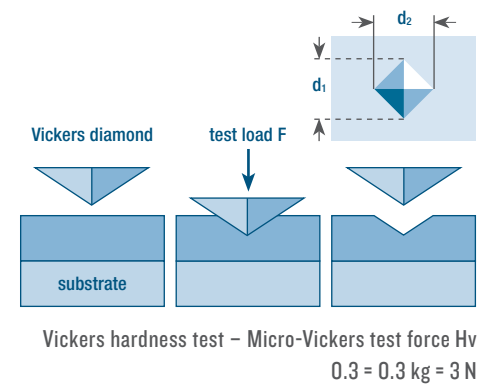 d₂
d₁
Vickers diamond
test load F
substrate
Vickers hardness test – Micro-Vickers test force Hv
0.3 = 0.3 kg = 3 N